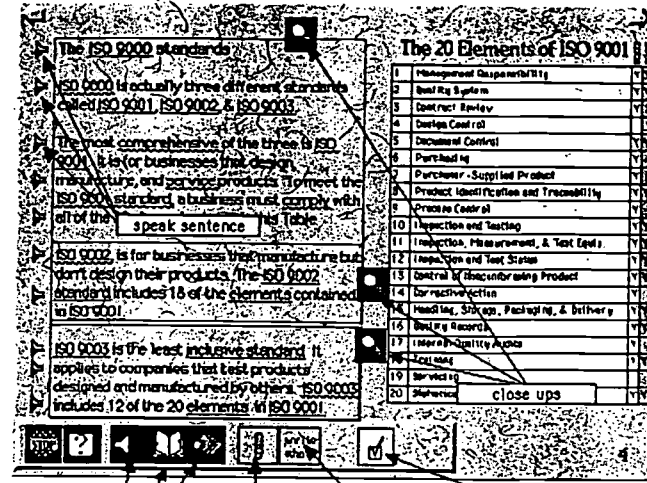 The ISO 9000 standards
ISO 9000 is actually three different standards
called ISO 9001, ISO 9002, & ISO 9003.
The most comprehensive of the three is ISO
9001. It is for businesses that design,
manufacture, and service products. To meet the
ISO 9001 standard, a business must comply with
all of the
speak sentence
his Table
ISO 9002 is for businesses that manufacture but
don't design their products. The ISO 9002
standard includes 18 of the elements contained
in ISO 9001.
ISO 9003 is the least inclusive standard. It
applies to companies that test products
designed and manufactured by others. ISO 9003
includes 12 of the 20 elements in ISO 9001.
The 20 Elements of ISO 9001
1 Management Responsibility
2 Quality System
3 Contract Review
4 Design Control
5 Document Control
6 Purchasing
7 Purchaser-Supplied Product
8 Product Identification and Traceability
9 Process Control
10 Inspection and Testing
11 Inspection, Measurement, & Test Equip.
12 Inspection and Test Status
13 Control of Nonconforming Product
14 Corrective Action
15 Handling, Storage, Packaging, & Delivery
16 Quality Records
17 Internal Quality Audits
18 Training
19 Servicing
20 Statistical
close ups
?
4